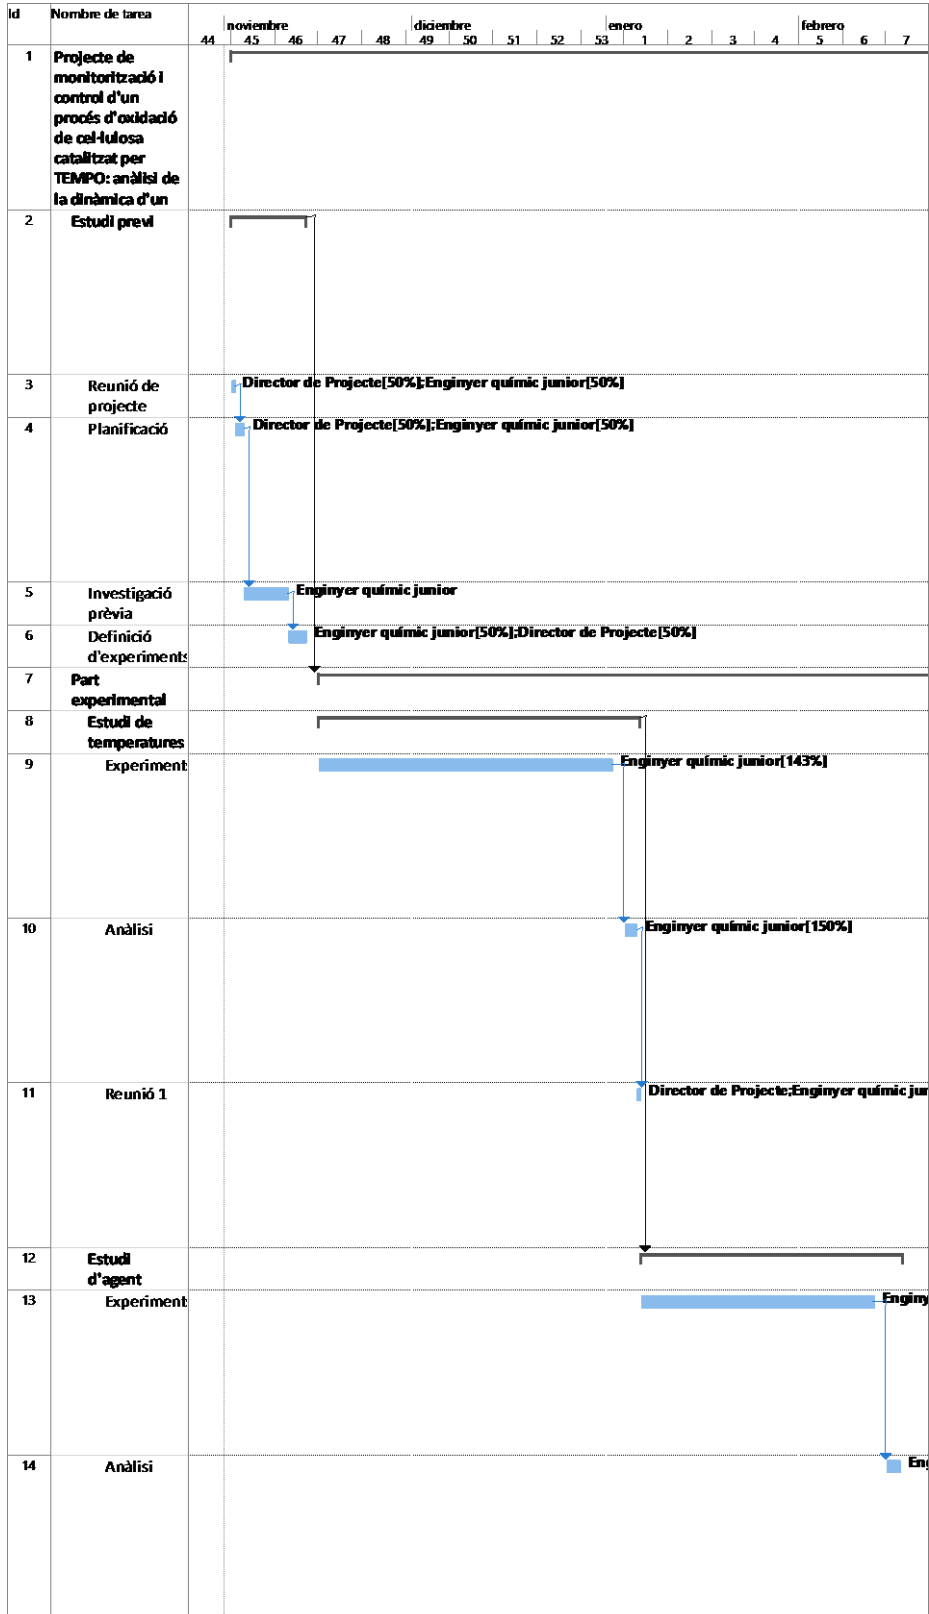 Id
Nombre de tarea
noviembre
diciembre
enero
febrero
44 45 46 47 48 49 50 51 52 53 1 2 3 4 5 6 7
1
Projecte de
monitorització i
control d'un
procés d'oxidació
de cel·lulosa
catalitzat per
TEMPO: anàlisi de
la dinàmica d'un
2
Estudi previ
3
Reunió de
projecte
Director de Projecte[50%];Enginyer químic junior[50%]
4
Planificació
Director de Projecte[50%];Enginyer químic junior[50%]
5
Investigació
prèvia
Enginyer químic junior
6
Definició
d'experiments
Enginyer químic junior[50%];Director de Projecte[50%]
7
Part
experimental
8
Estudi de
temperatures
9
Experiment
Enginyer químic junior[143%]
10
Anàlisi
Enginyer químic junior[150%]
11
Reunió 1
Director de Projecte;Enginyer químic jun
12
Estudi
d'agent
13
Experiment
Enginy
14
Anàlisi
Eng